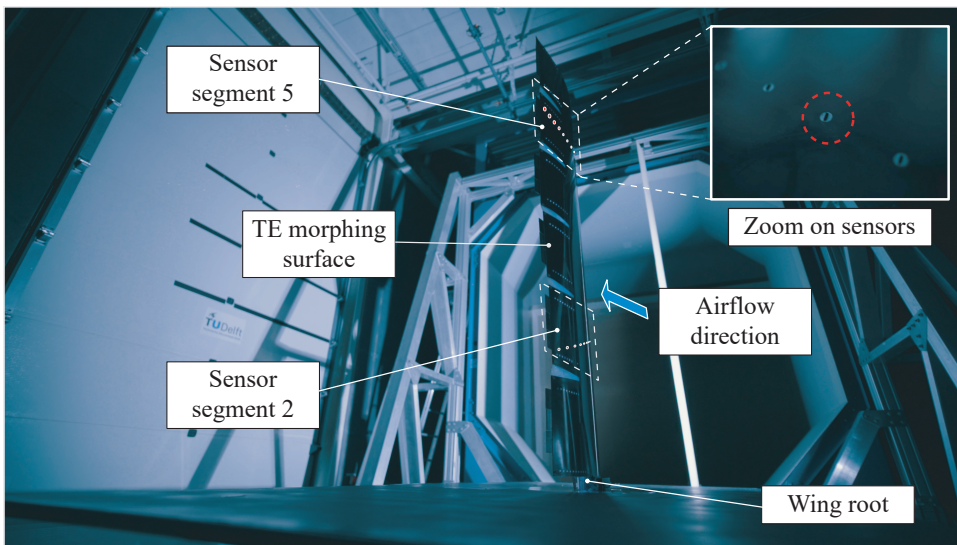 Sensor
segment 5
TE morphing
surface
TUDelft
Sensor
segment 2
Zoom on sensors
Airflow
direction
Wing root